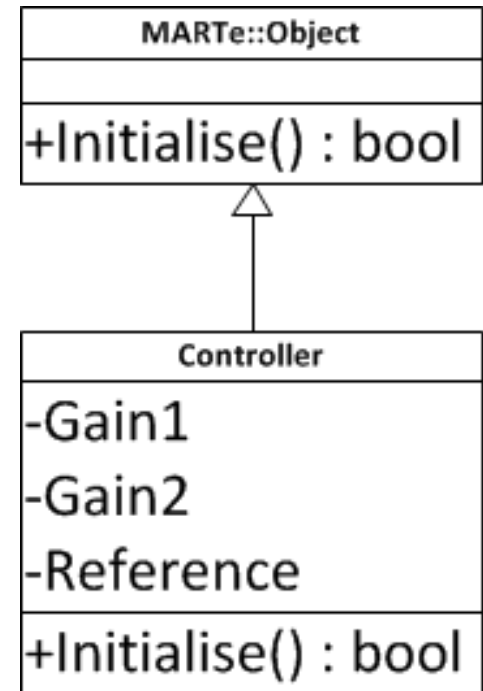 MARTe::Object
+Initialise() : bool
Controller
-Gain1
-Gain2
-Reference
+Initialise() : bool